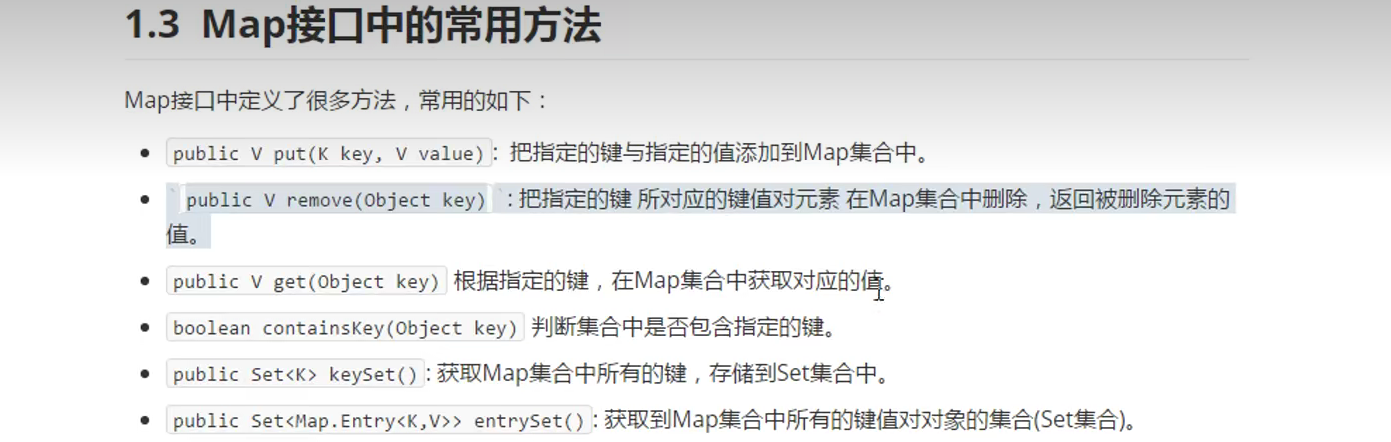 1.3 Map接口中的常用方法
Map接口中定义了很多方法，常用的如下：
• public V put(K key, V value)： 把指定的键与指定的值添加到Map集合中。
• ` public V remove(Object key) ` ：把指定的键 所对应的键值对元素 在Map集合中删除，返回被删除元素的
值。
• public V get(Object key) 根据指定的键，在Map集合中获取对应的值。
• boolean containsKey(Object key) 判断集合中是否包含指定的键。
• public Set<K> keySet()：获取Map集合中所有的键，存储到Set集合中。
• public Set<Map.Entry<K,V>> entrySet()：获取到Map集合中所有的键值对对象的集合(Set集合)。